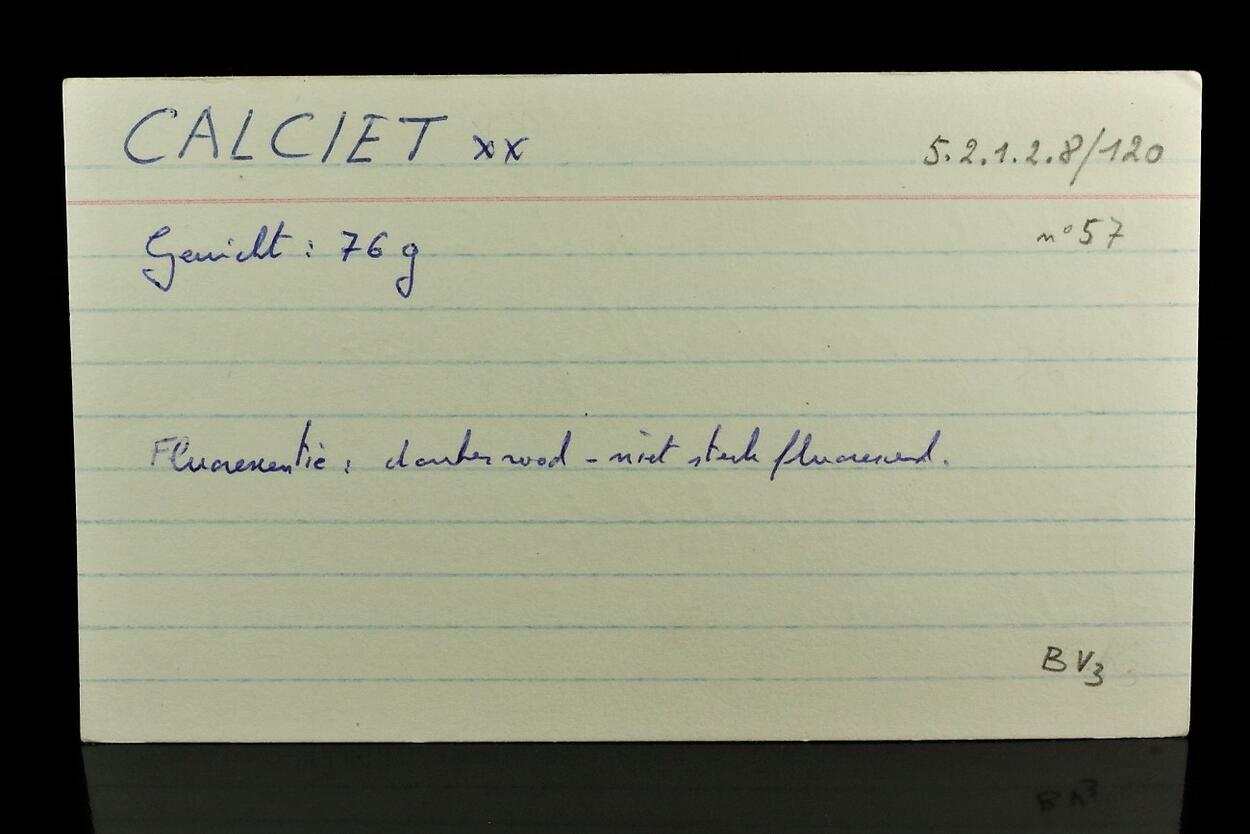 CALCIET xx 5.2.1.2.8/120
n° 57
Gewicht : 76 g
Fluorescentie : donker rood - niet sterk fluorescend.
BV3